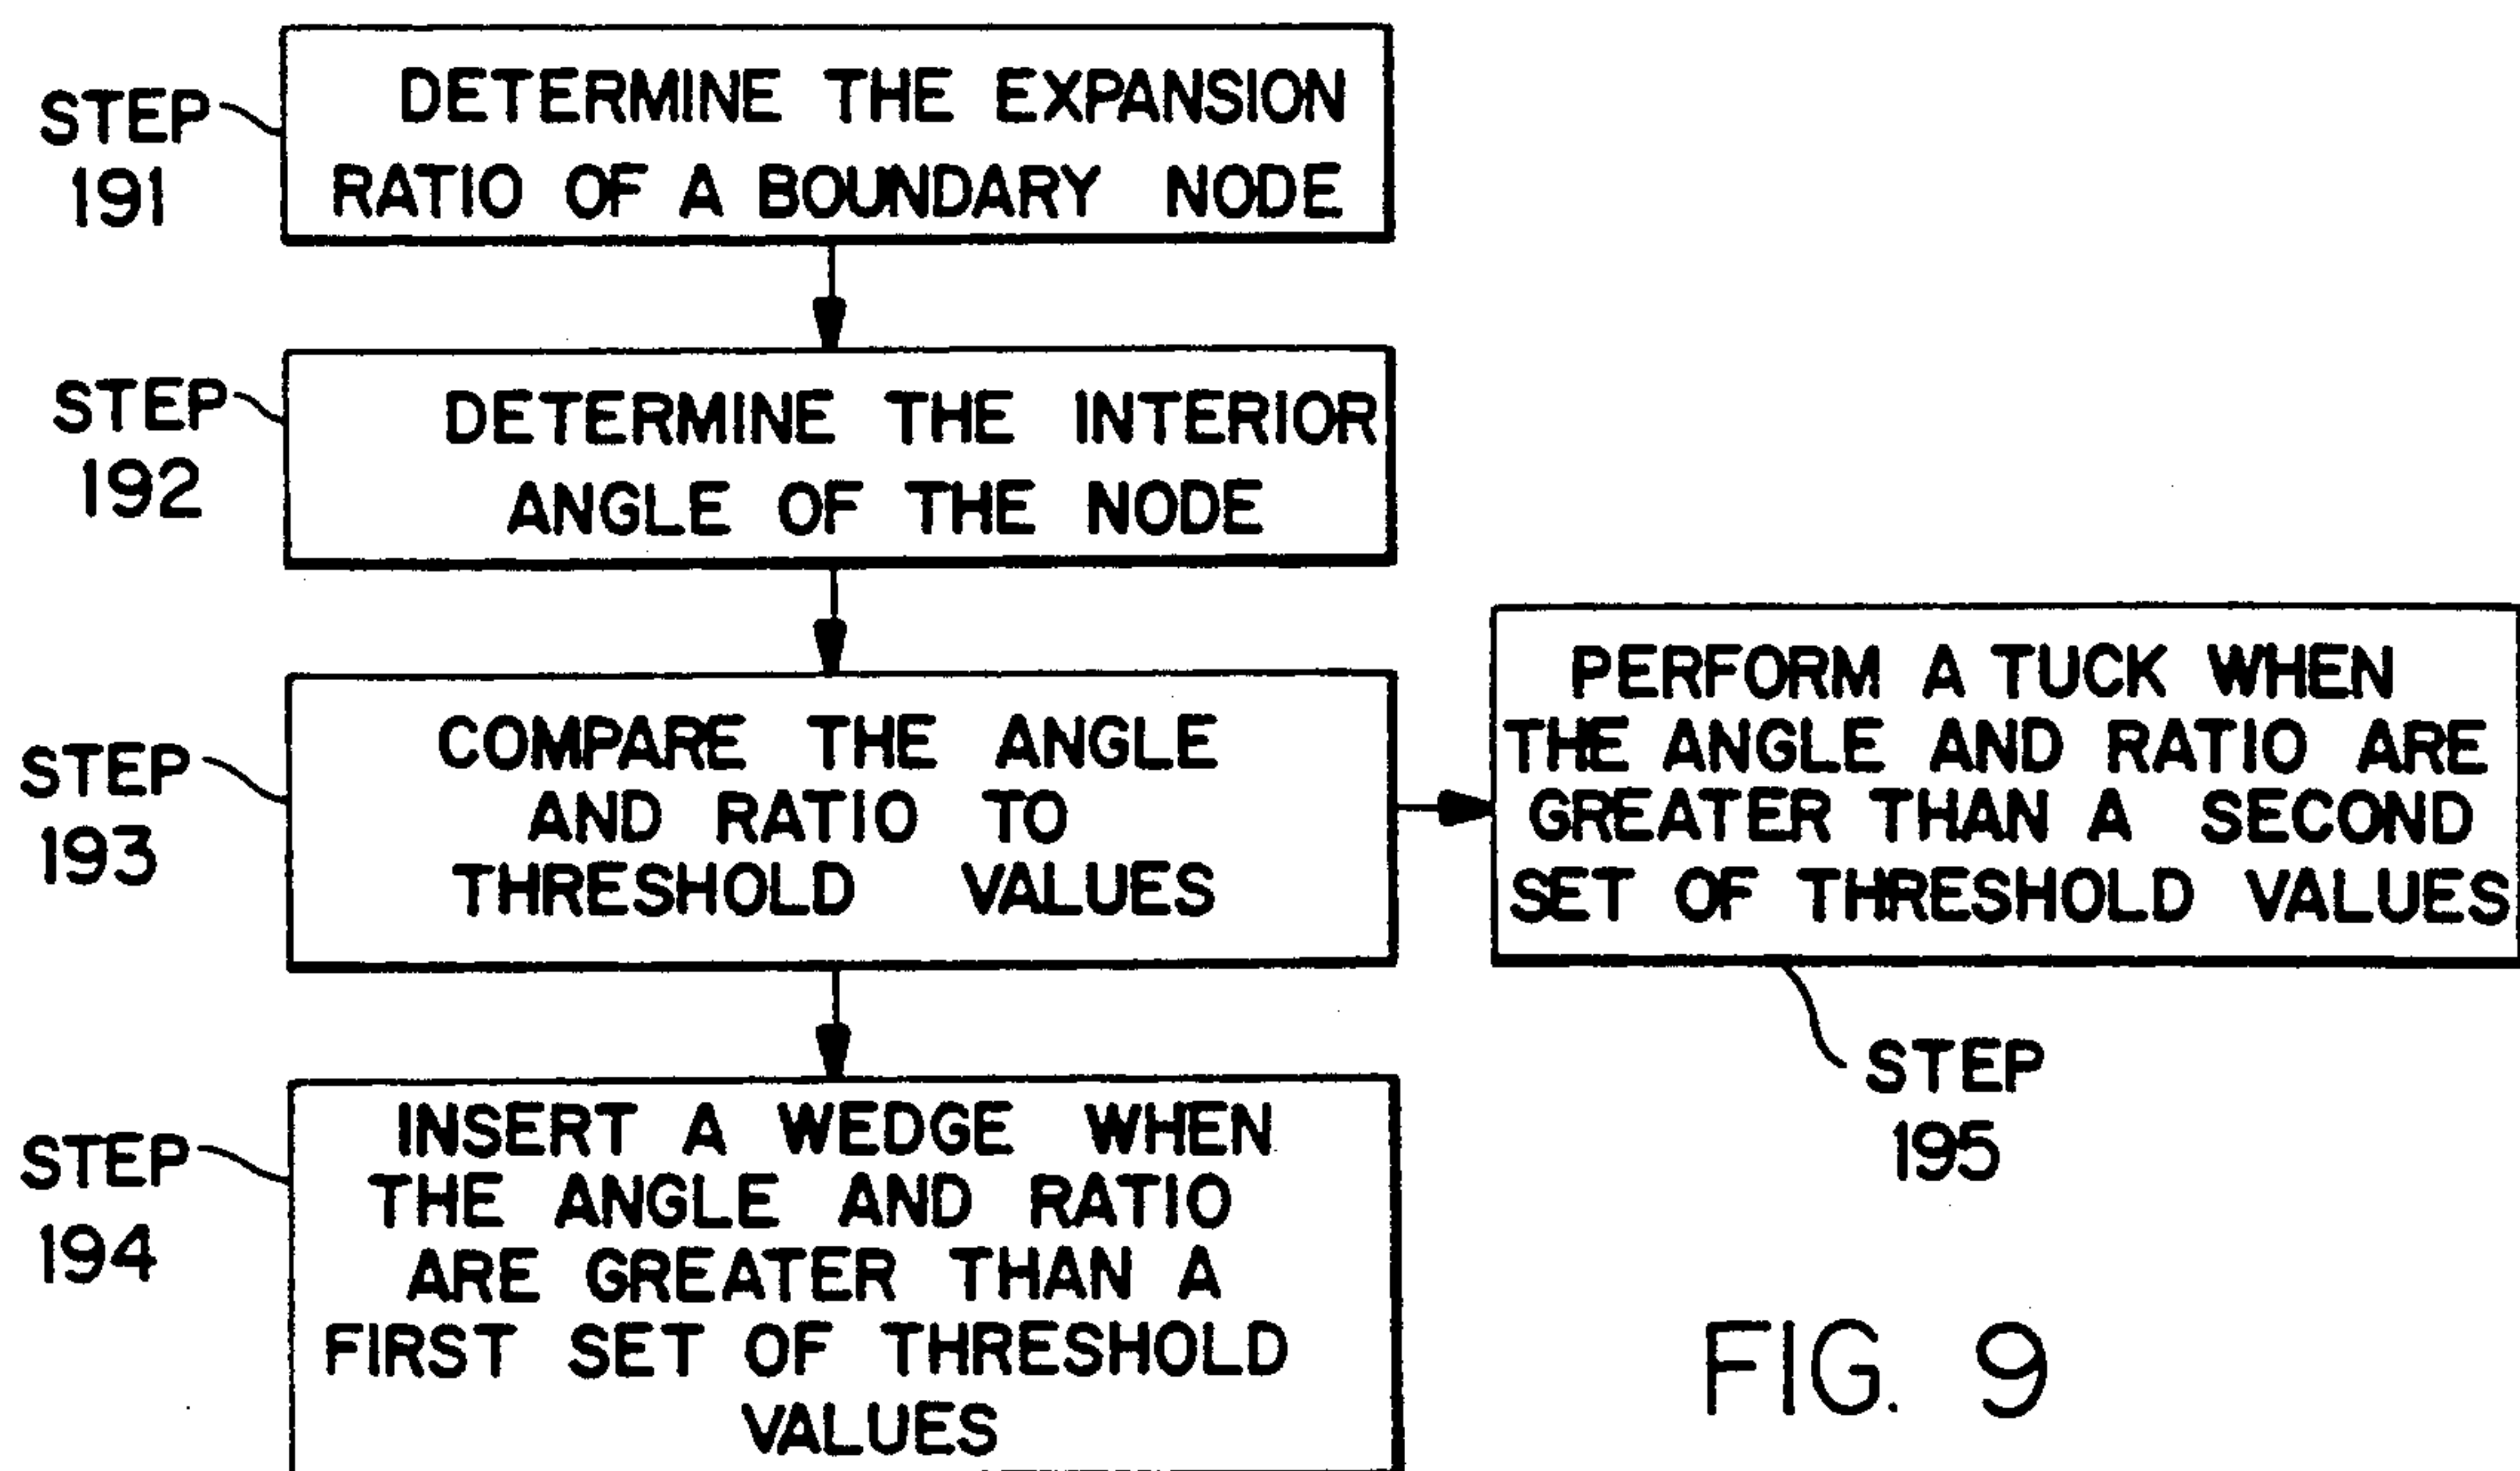 STEP
191
DETERMINE THE EXPANSION
RATIO OF A BOUNDARY NODE
STEP
192
DETERMINE THE INTERIOR
ANGLE OF THE NODE
STEP
193
COMPARE THE ANGLE
AND RATIO TO
THRESHOLD VALUES
PERFORM A TUCK WHEN
THE ANGLE AND RATIO ARE
GREATER THAN A SECOND
SET OF THRESHOLD VALUES
STEP
195
STEP
194
INSERT A WEDGE WHEN
THE ANGLE AND RATIO
ARE GREATER THAN A
FIRST SET OF THRESHOLD
VALUES
FIG. 9